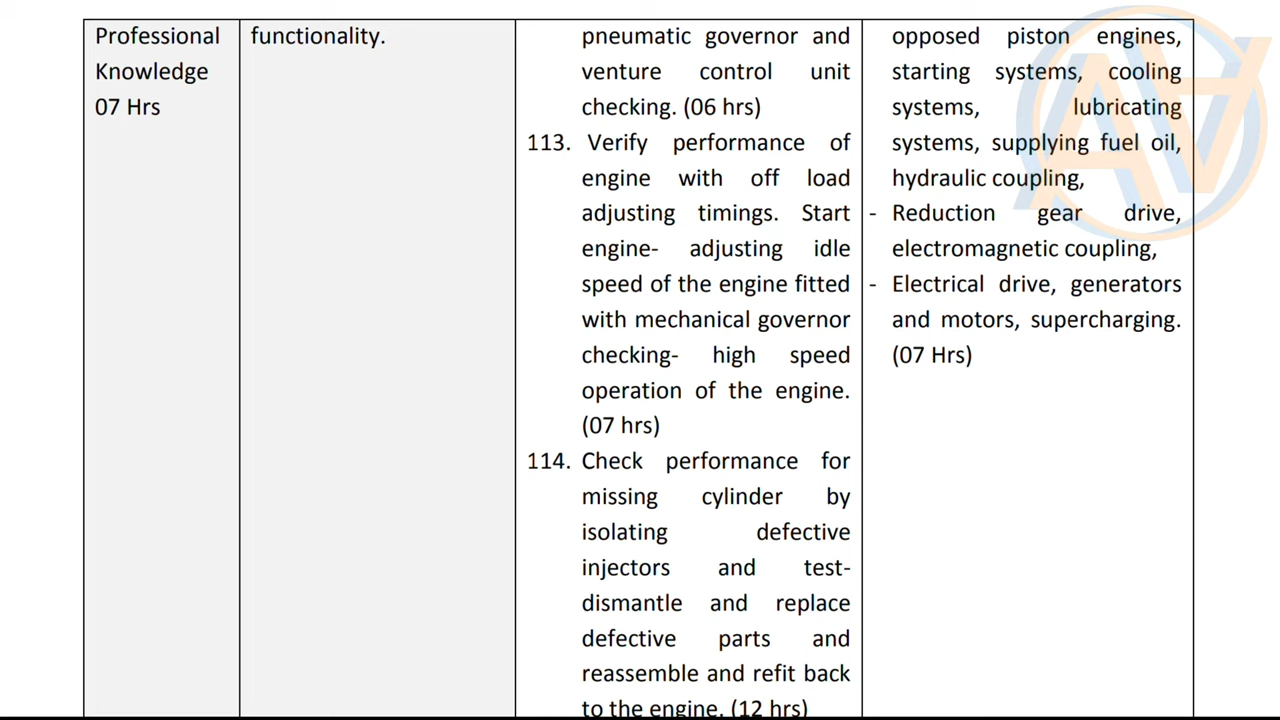 Professional
Knowledge
07 Hrs
functionality.
pneumatic governor and
venture control unit
checking. (06 hrs)
113. Verify performance of
engine with off load
adjusting timings. Start
engine- adjusting idle
speed of the engine fitted
with mechanical governor
checking- high speed
operation of the engine.
(07 hrs)
114. Check performance for
missing cylinder by
isolating defective
injectors and test-
dismantle and replace
defective parts and
reassemble and refit back
to the engine. (12 hrs)
opposed piston engines,
starting systems, cooling
systems, lubricating
systems, supplying fuel oil,
hydraulic coupling,
- Reduction gear drive,
electromagnetic coupling,
- Electrical drive, generators
and motors, supercharging.
(07 Hrs)